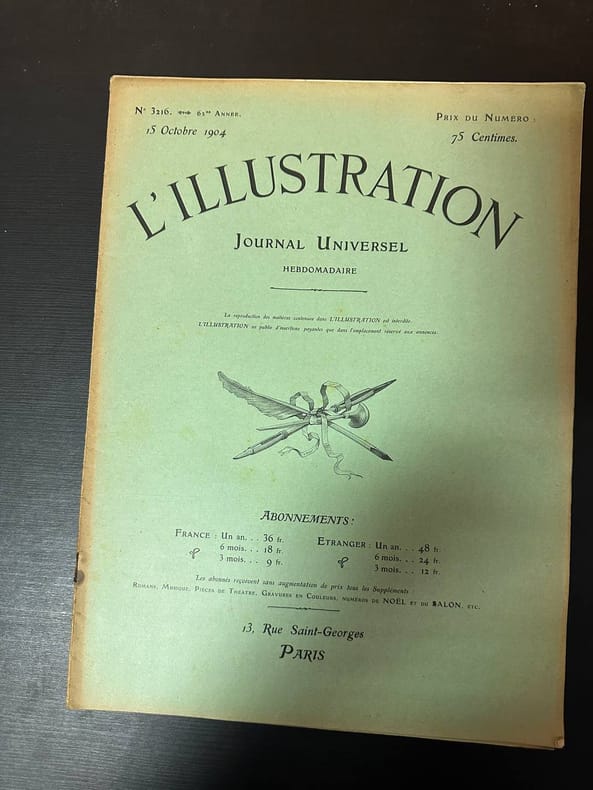 N° 3216. 62me Année.
15 Octobre 1904
Prix du Numéro :
75 Centimes.
L'ILLUSTRATION
Journal Universel
HEBDOMADAIRE
La reproduction des matières contenues dans L'ILLUSTRATION est interdite.
L'ILLUSTRATION ne publie d'insertions payantes que dans l'emplacement réservé aux annonces.
ABONNEMENTS :
FRANCE : Un an. . . 36 fr.
6 mois. . . 18 fr.
3 mois. . . 9 fr.
ETRANGER : Un an. . . 48 fr.
6 mois. . . 24 fr.
3 mois. . . 12 fr.
Les abonnés reçoivent sans augmentation de prix tous les Suppléments :
Romans, Musique, Pièces de Théâtre, Gravures en Couleurs, numéros de NOËL et du SALON, etc.
13, Rue Saint-Georges
PARIS